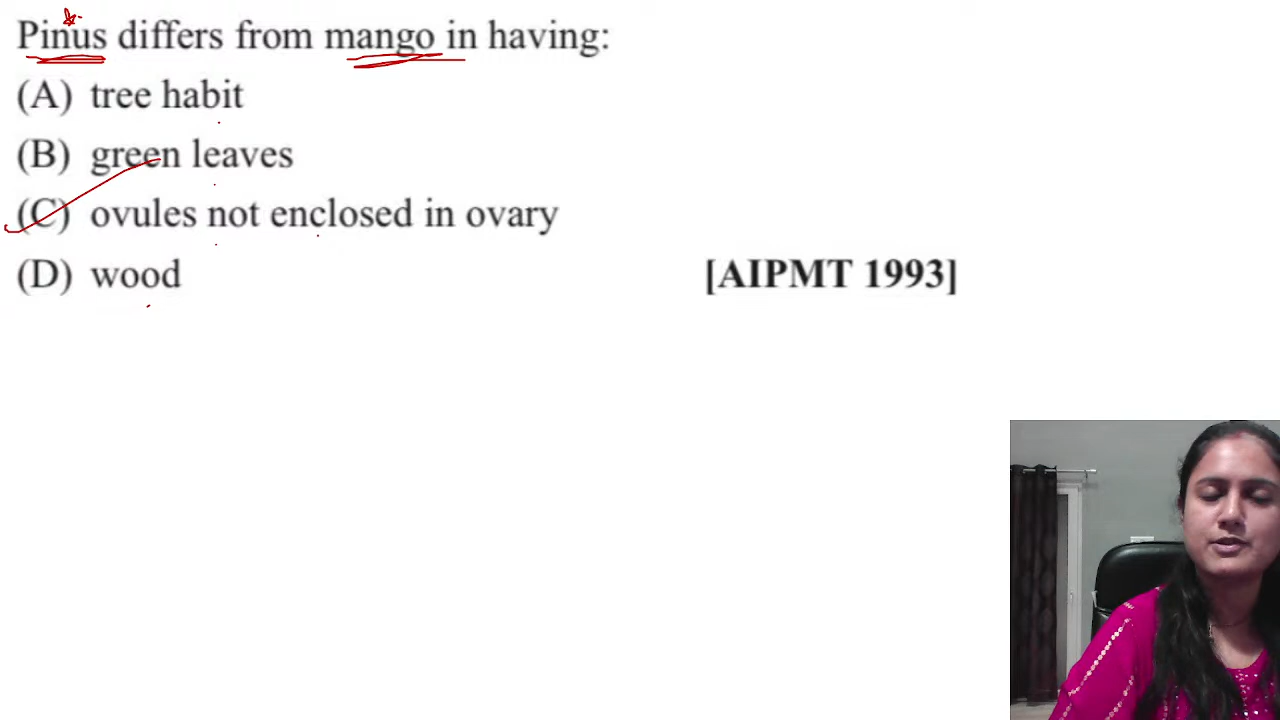 Pinus differs from mango in having:
(A) tree habit
(B) green leaves
(C) ovules not enclosed in ovary
(D) wood [AIPMT 1993]